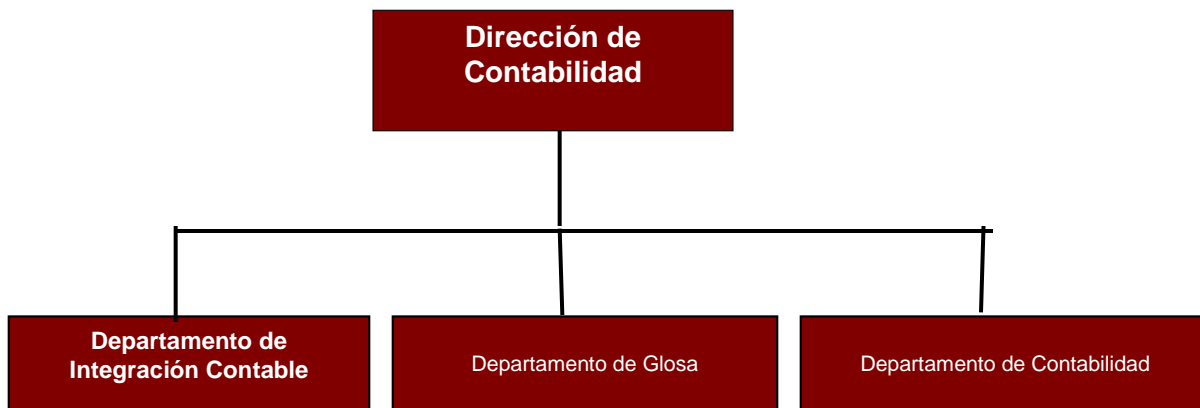 Dirección de
Contabilidad
Departamento de
Integración Contable
Departamento de Glosa
Departamento de Contabilidad